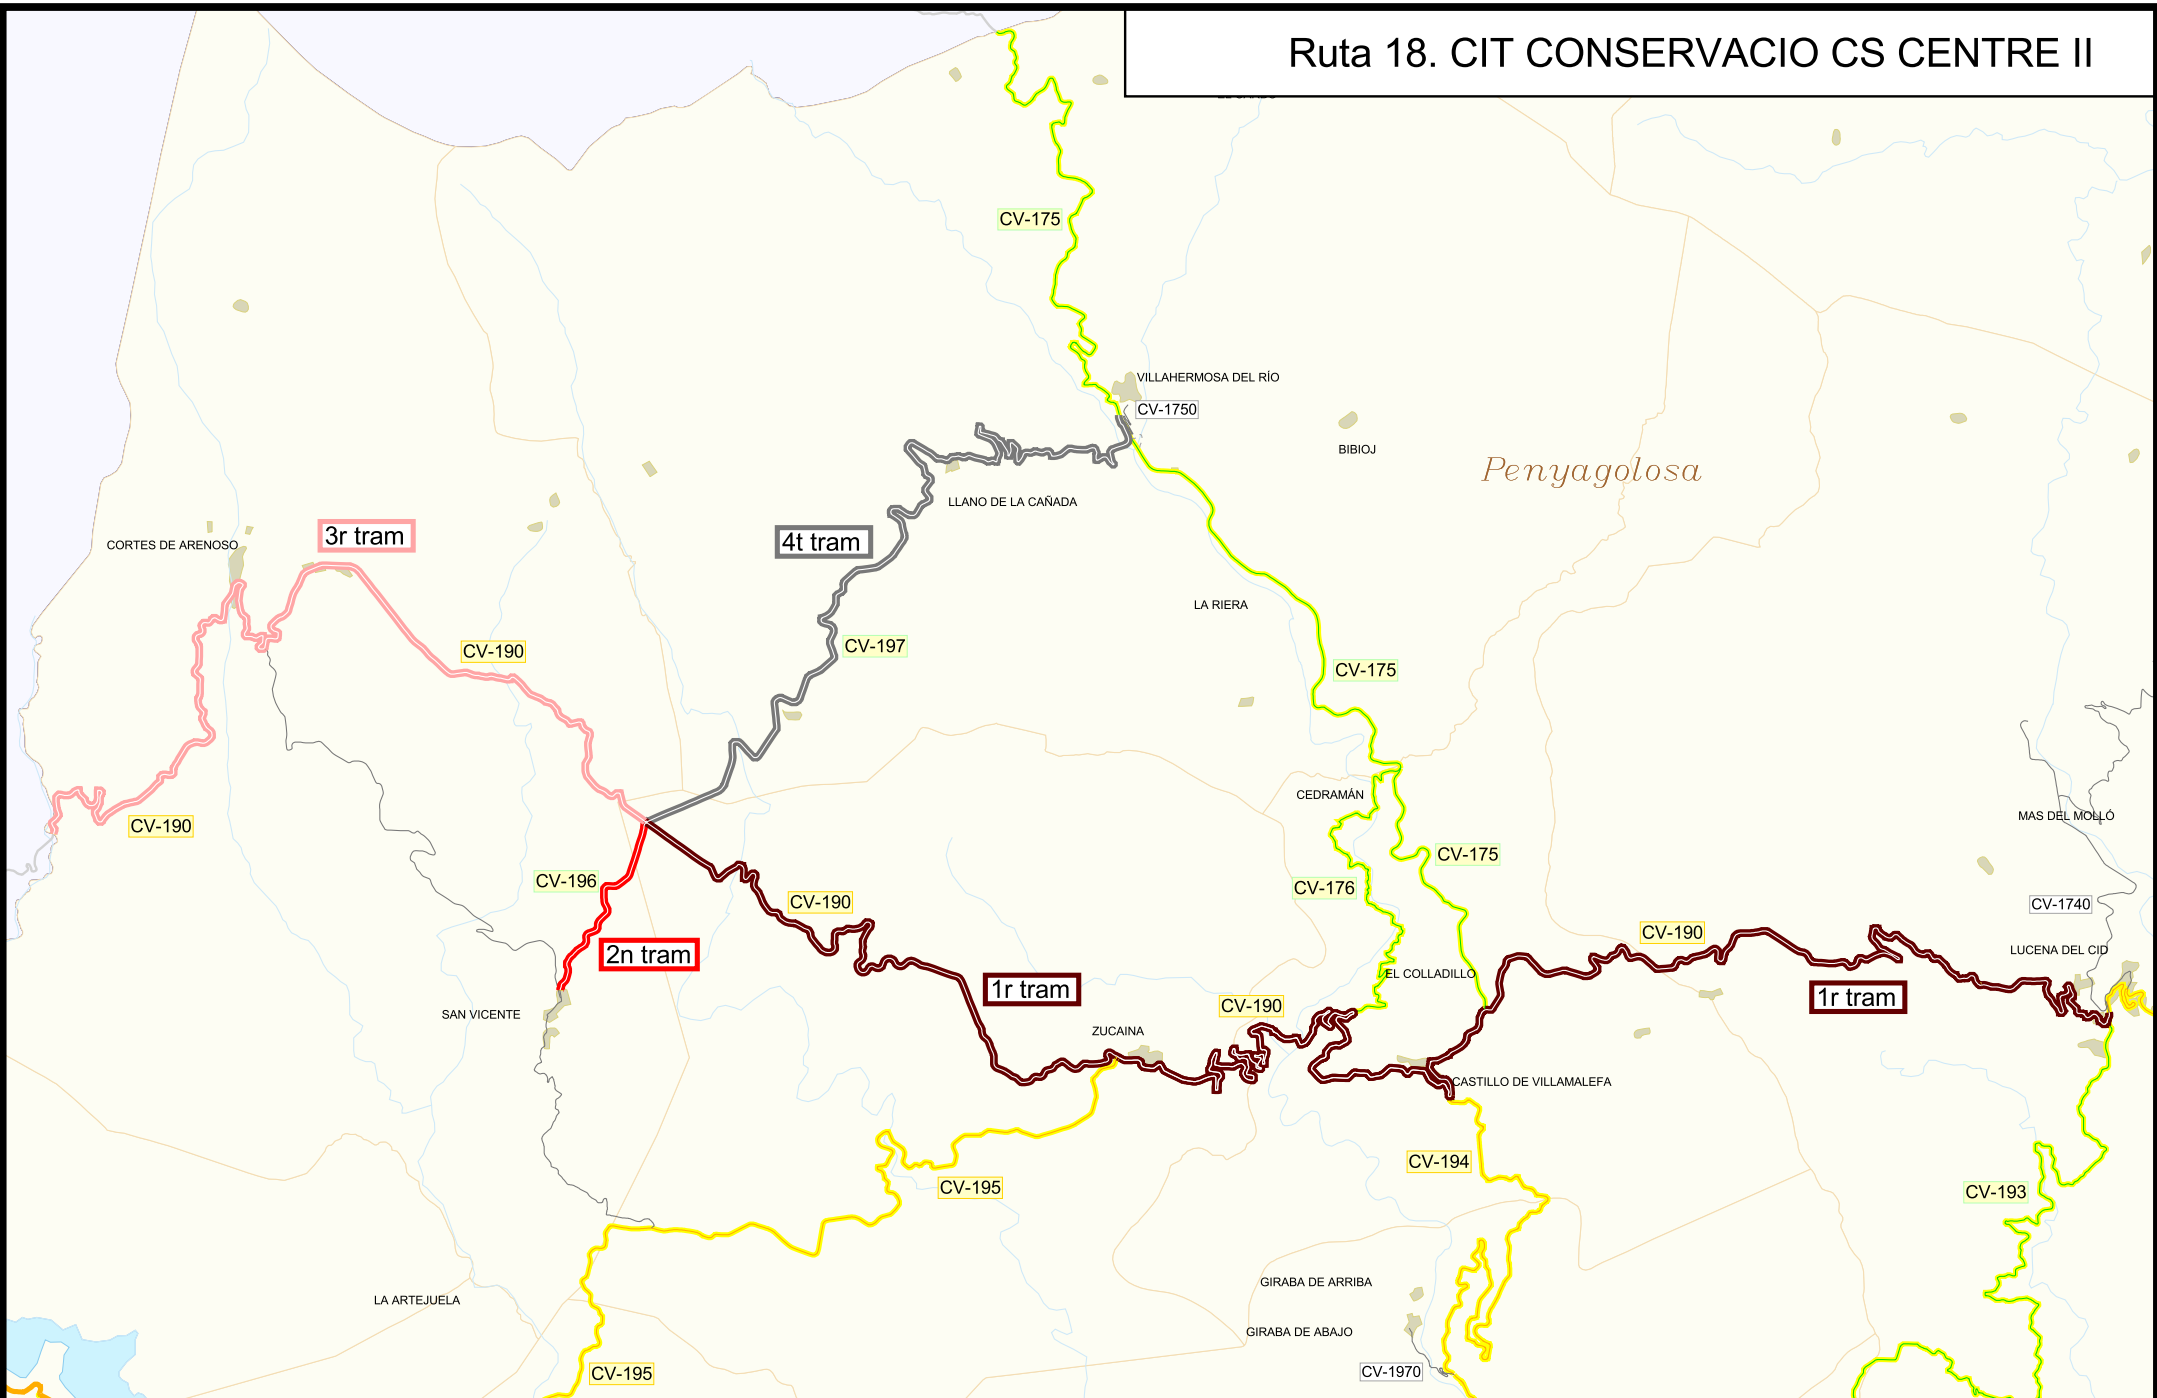 Ruta 18. CIT CONSERVACIO CS CENTRE II
CV-175
VILLAHERMOSA DEL RÍO
CV-1750
BIBIOJ
Penyagolosa
LLANO DE LA CAÑADA
3r tram
4t tram
CORTES DE ARENOSO
LA RIERA
CV-190
CV-197
CV-175
CEDRAMÁN
MAS DEL MOLLÓ
CV-190
CV-175
CV-196
CV-176
CV-190
CV-1740
CV-190
LUCENA DEL CID
2n tram
EL COLLADILLO
1r tram
1r tram
CV-190
SAN VICENTE
ZUCAINA
CASTILLO DE VILLAMALEFA
CV-194
CV-195
CV-193
GIRABA DE ARRIBA
LA ARTEJUELA
GIRABA DE ABAJO
CV-195
CV-1970